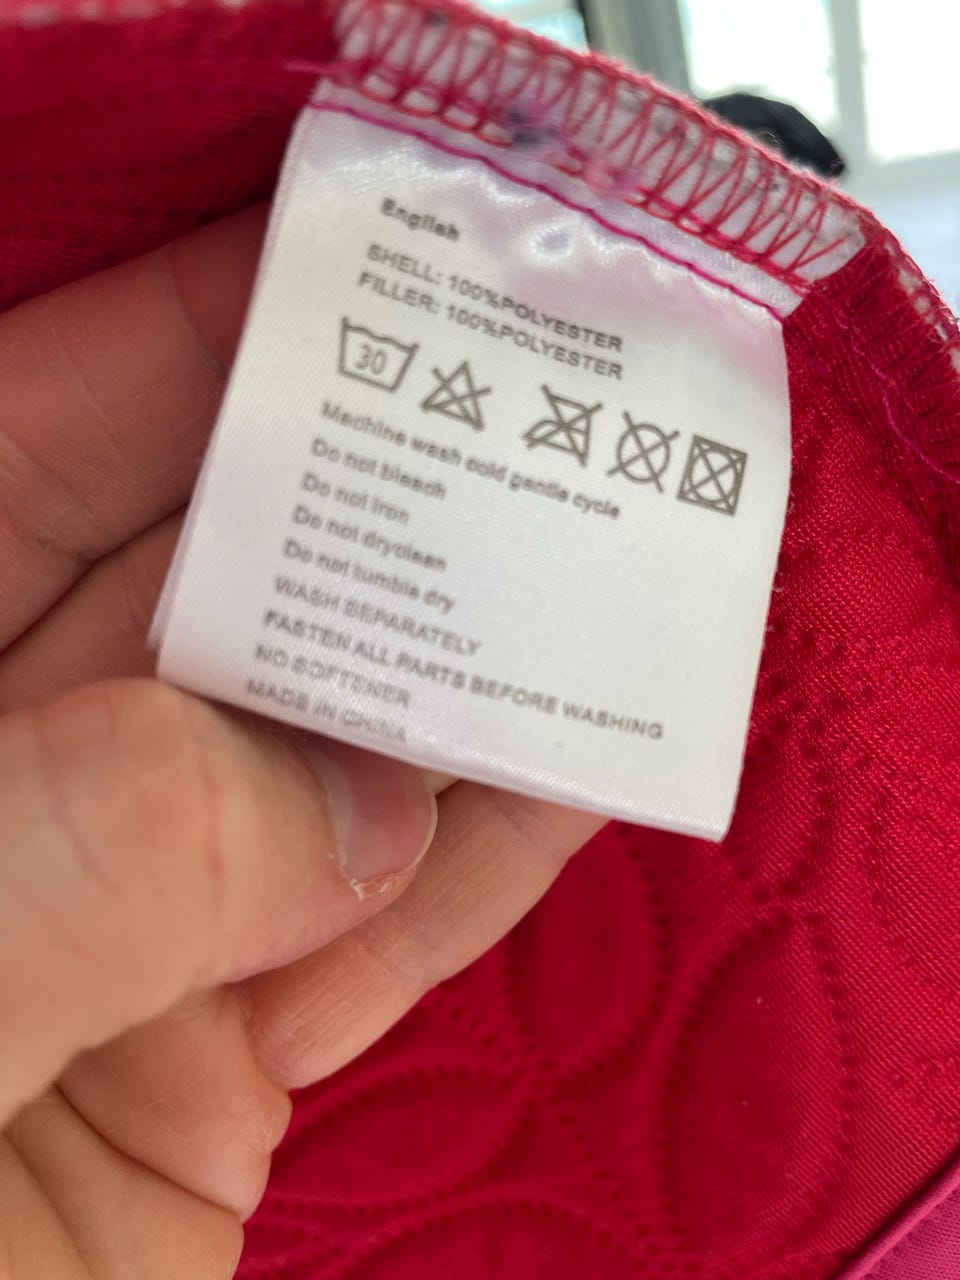 English
SHELL: 100%POLYESTER
FILLER: 100%POLYESTER
30
Machine wash cold gentle cycle
Do not bleach
Do not iron
Do not dryclean
Do not tumble dry
WASH SEPARATELY
FASTEN ALL PARTS BEFORE WASHING
NO SOFTENER
MADE IN CHINA